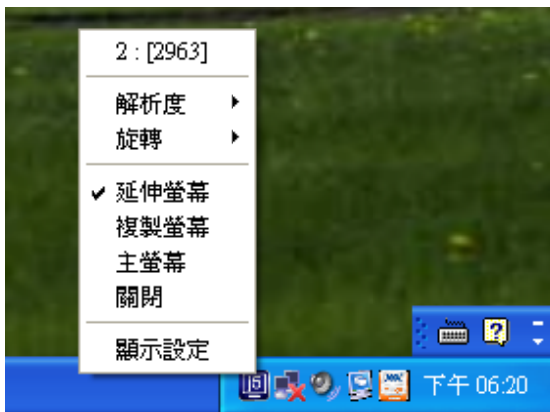 2 : [2963]
解析度
旋轉
延伸螢幕
複製螢幕
主螢幕
關閉
顯示設定
下午 06:20